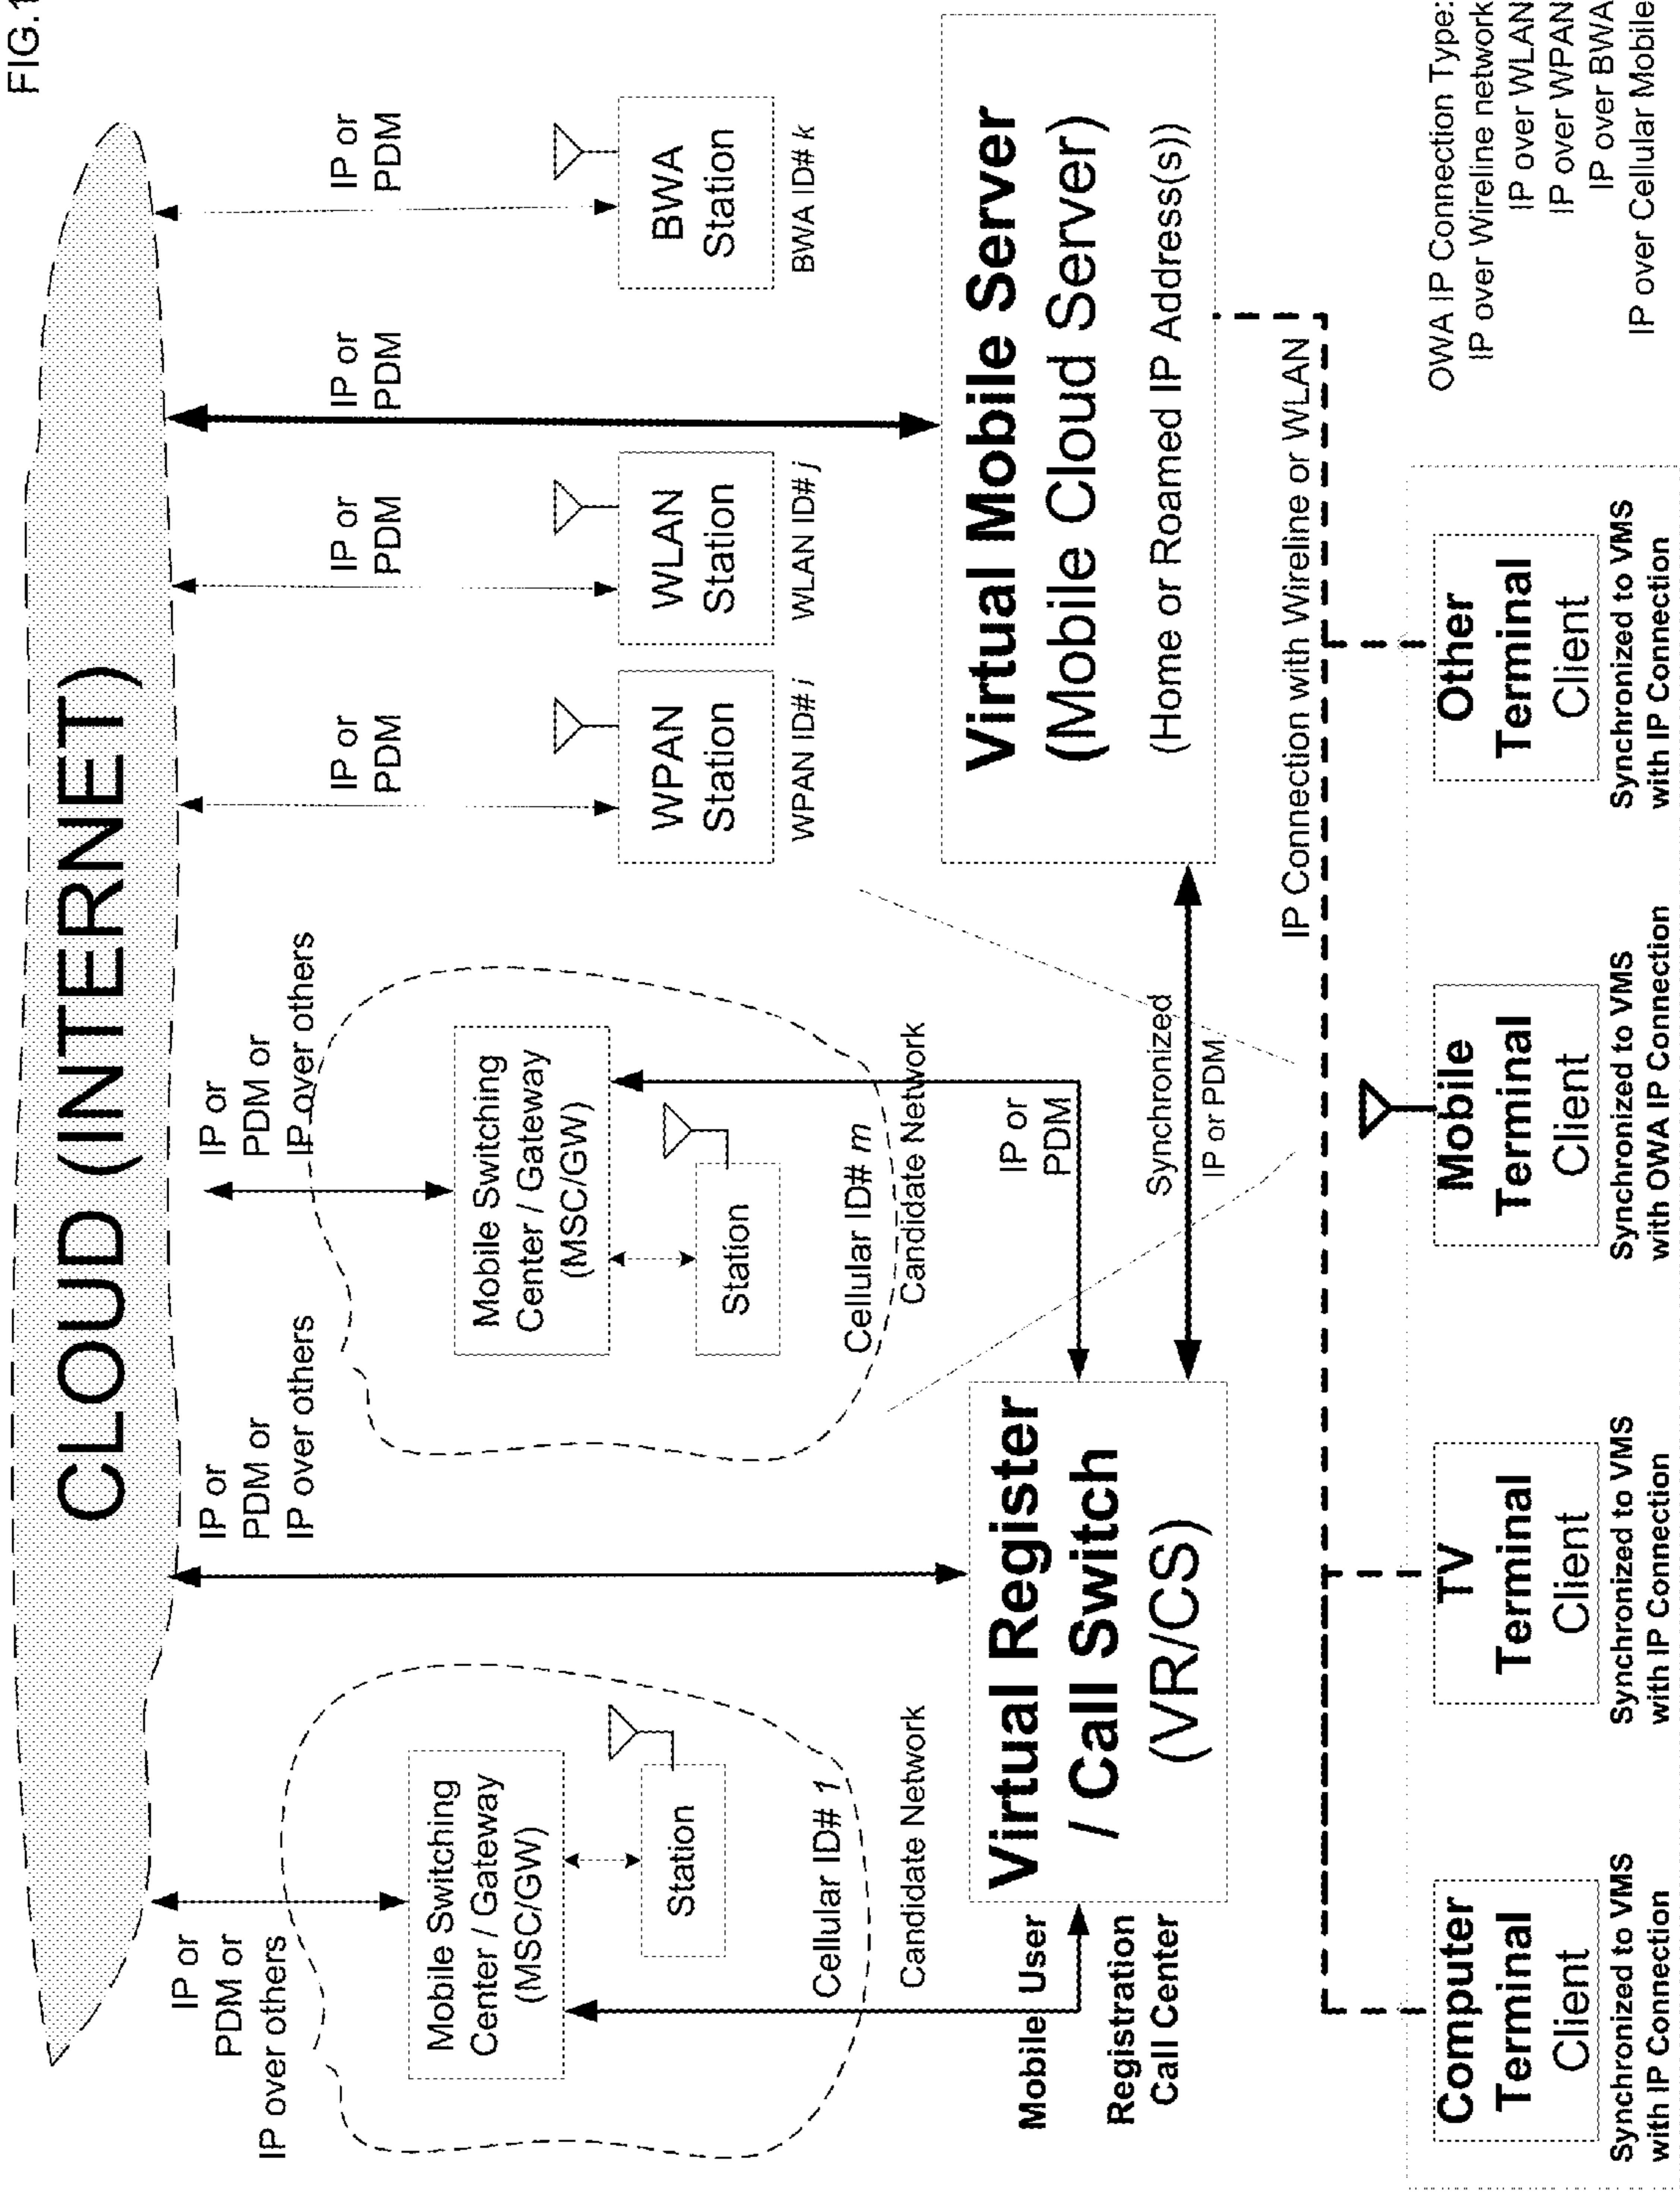 FIG.1
CLOUD (INTERNET)
IP or
PDM or
IP over others
IP or
PDM or
IP over others
IP or
PDM or
IP over others
IP or
PDM
IP or
PDM
IP or
PDM
IP or
PDM
Mobile Switching
Center / Gateway
(MSC/GW)
Station
Cellular ID# 1
Candidate Network
Mobile Switching
Center / Gateway
(MSC/GW)
Station
Cellular ID# m
Candidate Network
WPAN
Station
WPAN ID# i
WLAN
Station
WLAN ID# j
BWA
Station
BWA ID# k
Mobile User
Registration
Call Center
Virtual Register
/ Call Switch
(VR/CS)
IP or
PDM
Synchronized
IP or PDM
Virtual Mobile Server
(Mobile Cloud Server)
(Home or Roamed IP Address(s))
IP Connection with Wireline or WLAN
Computer
Terminal
Client
Synchronized to VMS
with IP Connection
TV
Terminal
Client
Synchronized to VMS
with IP Connection
Mobile
Terminal
Client
Synchronized to VMS
with OWA IP Connection
Other
Terminal
Client
Synchronized to VMS
with IP Connection
OWA IP Connection Type:
IP over Wireline network
IP over WLAN
IP over WPAN
IP over BWA
IP over Cellular Mobile